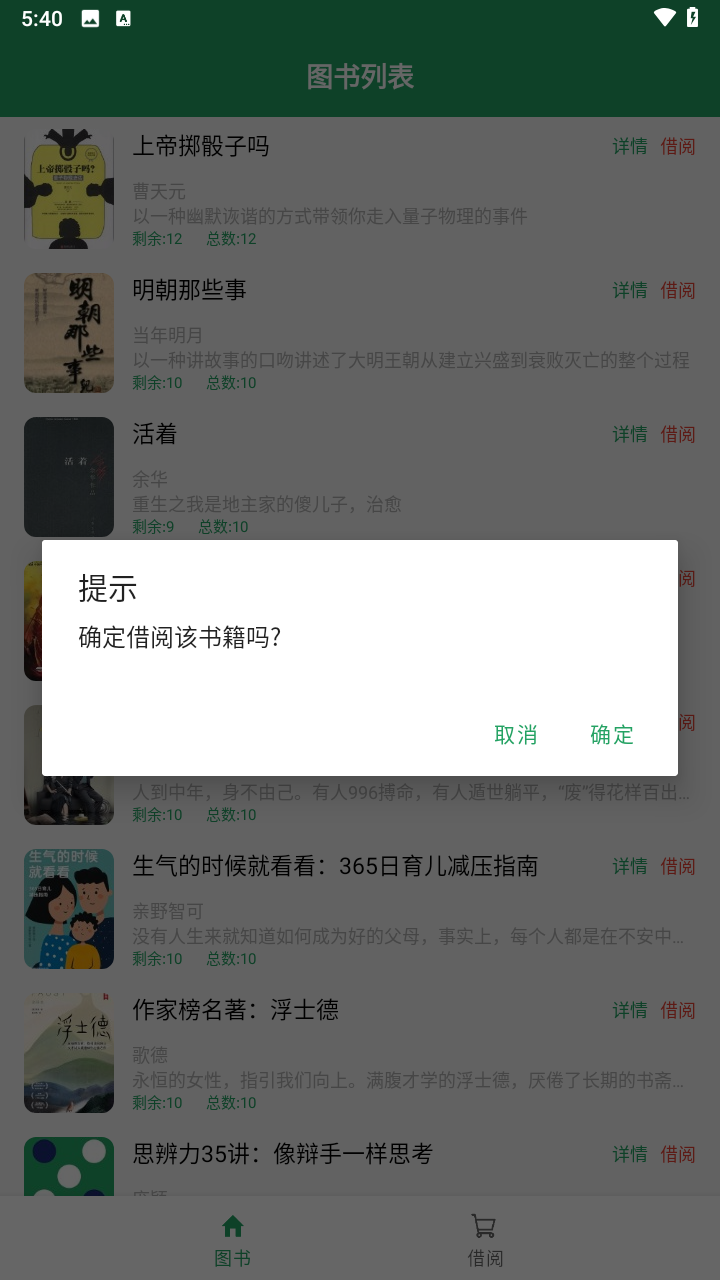 5:40
图书列表
上帝掷骰子吗
详情 借阅
曹天元
以一种幽默诙谐的方式带领你走入量子物理的事件
剩余:12 总数:12
明朝那些事
详情 借阅
当年明月
以一种讲故事的口吻讲述了大明王朝从建立兴盛到衰败灭亡的整个过程
剩余:10 总数:10
活着
详情 借阅
余华
重生之我是地主家的傻儿子，治愈
剩余:9 总数:10
阅
提示
确定借阅该书籍吗?
阅
取消 确定
人到中年，身不由己。有人996搏命，有人遁世躺平，“废”得花样百出...
剩余:10 总数:10
生气的时候就看看：365日育儿减压指南
详情 借阅
亲野智可
没有人生来就知道如何成为好的父母，事实上，每个人都是在不安中...
剩余:10 总数:10
作家榜名著：浮士德
详情 借阅
歌德
永恒的女性，指引我们向上。满腹才学的浮士德，厌倦了长期的书斋...
剩余:10 总数:10
思辨力35讲：像辩手一样思考
详情 借阅
图书 借阅